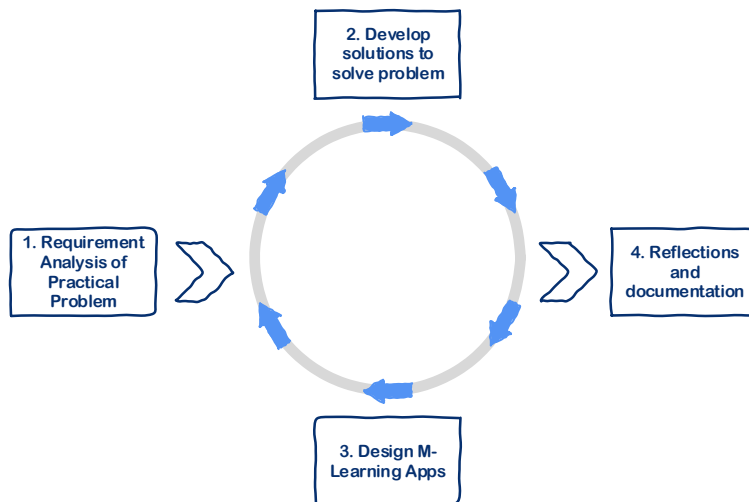 2. Develop
solutions to
solve problem
1. Requirement
Analysis of
Practical
Problem
4. Reflections
and
documentation
3. Design M-
Learning Apps